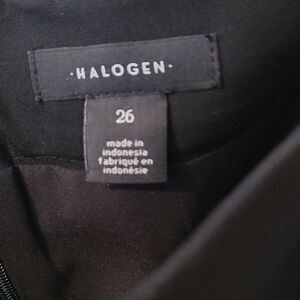 ·HALOGEN·
26
made in
indonesia
fabriqué en
indonésie